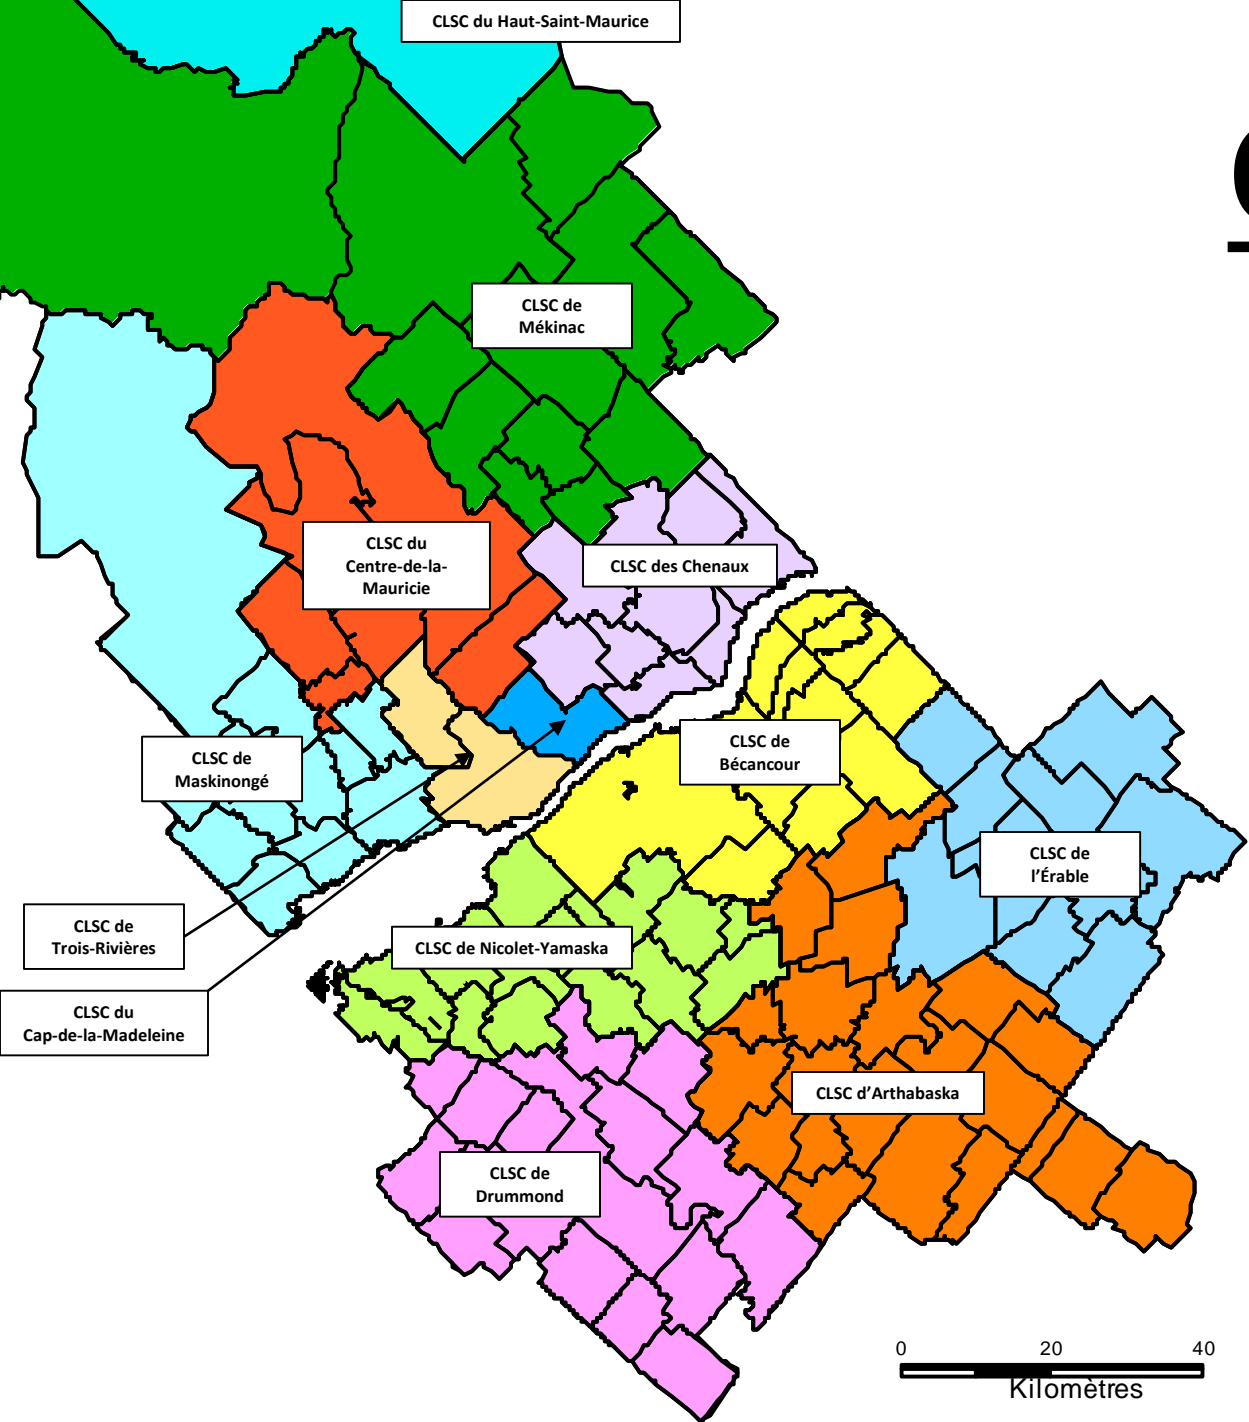 CLSC du Haut-Saint-Maurice
CLSC de
Mékinac
CLSC du
Centre-de-la-
Mauricie
CLSC des Chenaux
CLSC de
Maskinongé
CLSC de
Bécancour
CLSC de
l'Érable
CLSC de
Trois-Rivières
CLSC de Nicolet-Yamaska
CLSC du
Cap-de-la-Madeleine
CLSC d'Arthabaska
CLSC de
Drummond
0 20 40
Kilomètres